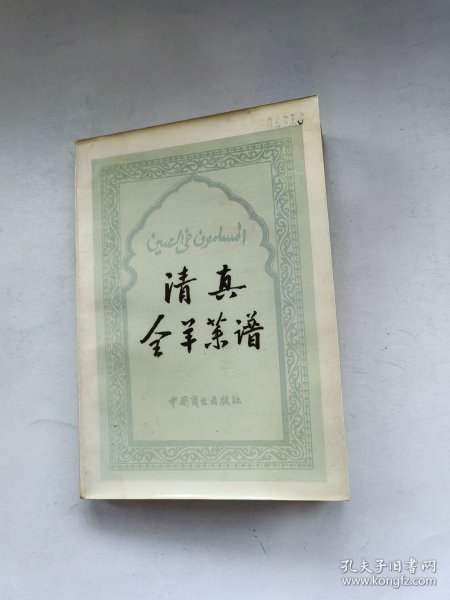 المسلمون في الصين
清真
全羊菜谱
中国商业出版社
孔夫子旧书网
www.kongfz.com